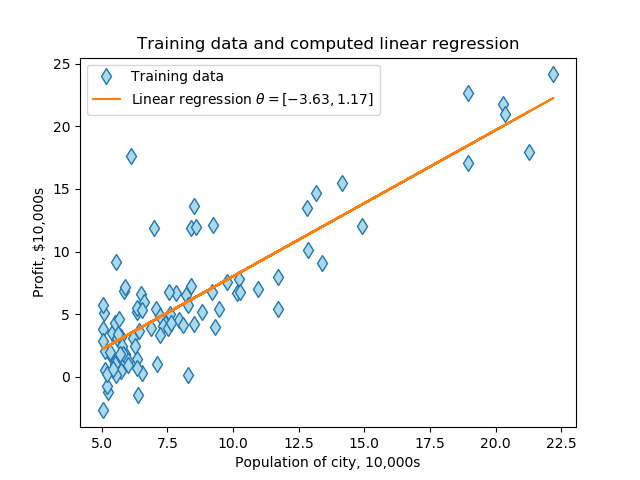 Training data and computed linear regression
Training data
Linear regression θ = [−3.63, 1.17]
25
20
15
10
5
0
Profit, $10,000s
5.0 7.5 10.0 12.5 15.0 17.5 20.0 22.5
Population of city, 10,000s